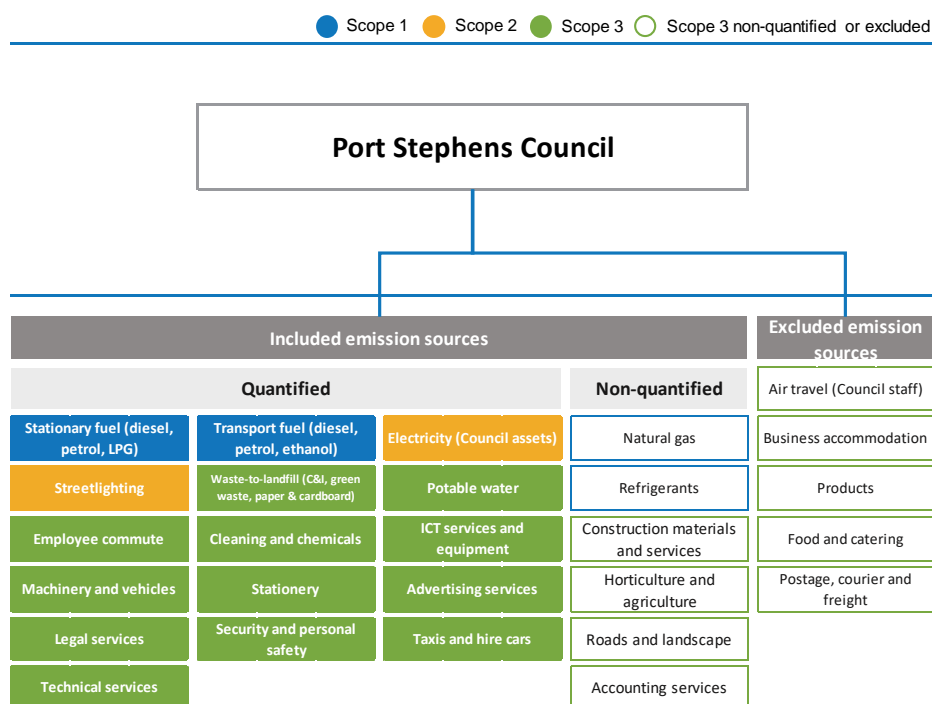 Scope 1 Scope 2 Scope 3 Scope 3 non-quantified or excluded
Port Stephens Council
Included emission sources
Excluded emission
sources
Quantified
Non-quantified
Air travel (Council staff)
Stationary fuel (diesel,
petrol, LPG)
Transport fuel (diesel,
petrol, ethanol)
Electricity (Council assets)
Natural gas
Business accommodation
Streetlighting
Waste-to-landfill (C&I, green
waste, paper & cardboard)
Potable water
Refrigerants
Products
Employee commute
Cleaning and chemicals
ICT services and
equipment
Construction materials
and services
Food and catering
Machinery and vehicles
Stationery
Advertising services
Horticulture and
agriculture
Postage, courier and
freight
Legal services
Security and personal
safety
Taxis and hire cars
Roads and landscape
Technical services
Accounting services